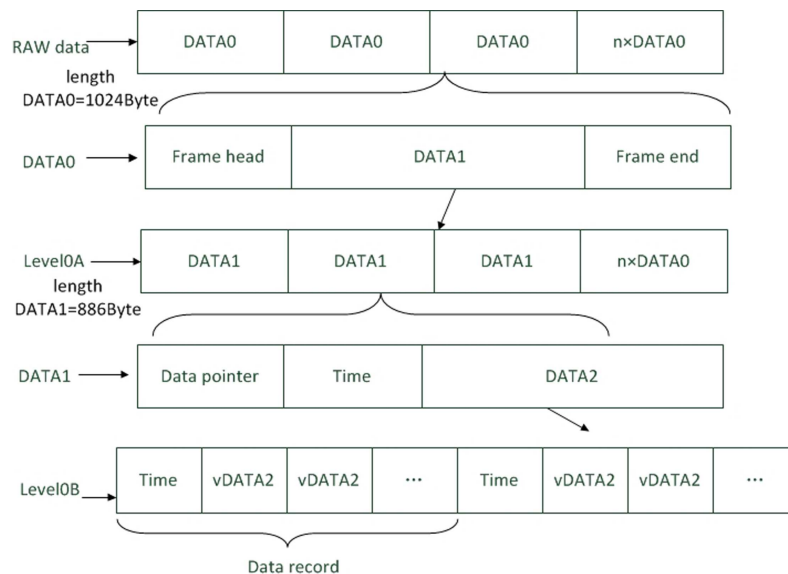 RAW data DATA0 DATA0 DATA0 n×DATA0
length
DATA0=1024Byte
DATA0 Frame head DATA1 Frame end
Level0A DATA1 DATA1 DATA1 n×DATA0
length
DATA1=886Byte
DATA1 Data pointer Time DATA2
Level0B Time vDATA2 vDATA2 ... Time vDATA2 vDATA2 ...
Data record